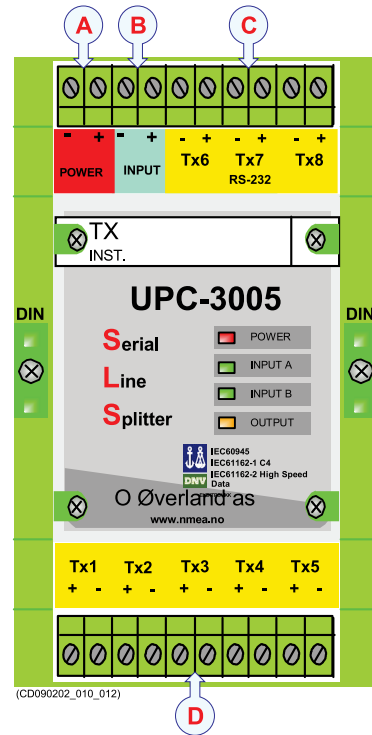 A B C
- + - + - + - + - +
POWER INPUT Tx6 Tx7 Tx8
RS-232
TX
INST.
UPC-3005
DIN DIN
Serial
Line
Splitter
POWER
INPUT A
INPUT B
OUTPUT
IEC60945
IEC61162-1 C4
IEC61162-2 High Speed
Data
DNV
O Øverland as
www.nmea.no
Tx1 Tx2 Tx3 Tx4 Tx5
+ - + - + - + - + -
(CD090202_010_012)
D